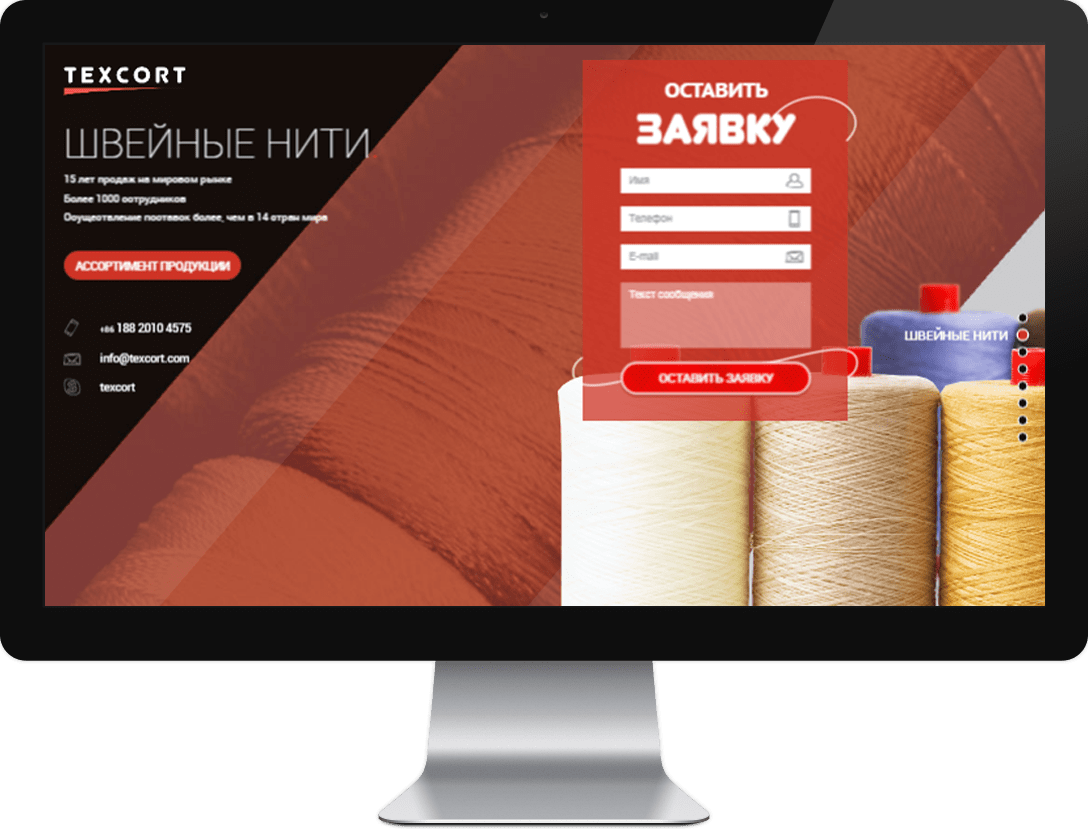 TEXCORT
ШВЕЙНЫЕ НИТИ
15 лет продаж на мировом рынке
Более 1000 сотрудников
Осуществление поставок более, чем в 14 стран мира
АССОРТИМЕНТ ПРОДУКЦИИ
+86 188 2010 4575
info@texcort.com
texcort
ОСТАВИТЬ
ЗАЯВКУ
Имя
Телефон
E-mail
Текст сообщения
ОСТАВИТЬ ЗАЯВКУ
ШВЕЙНЫЕ НИТИ